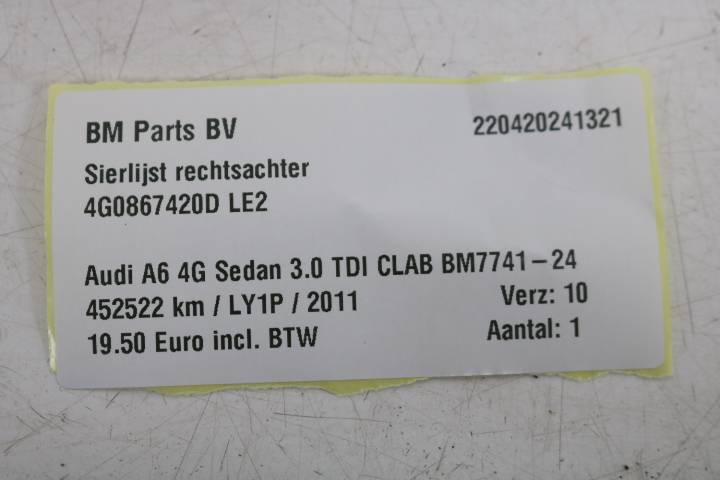 BM Parts BV 220420241321
Sierlijst rechtsachter
4G0867420D LE2
Audi A6 4G Sedan 3.0 TDI CLAB BM7741-24
452522 km / LY1P / 2011 Verz: 10
19.50 Euro incl. BTW Aantal: 1